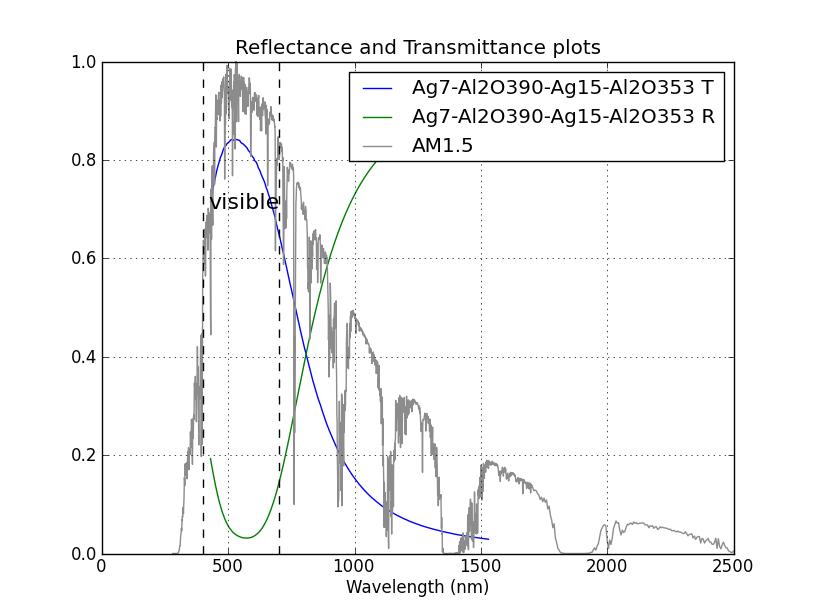 Reflectance and Transmittance plots
1.0
Ag7-Al2O390-Ag15-Al2O353 T
Ag7-Al2O390-Ag15-Al2O353 R
AM1.5
0.8
visible
0.6
0.4
0.2
0.0
0 500 1000 1500 2000 2500
Wavelength (nm)